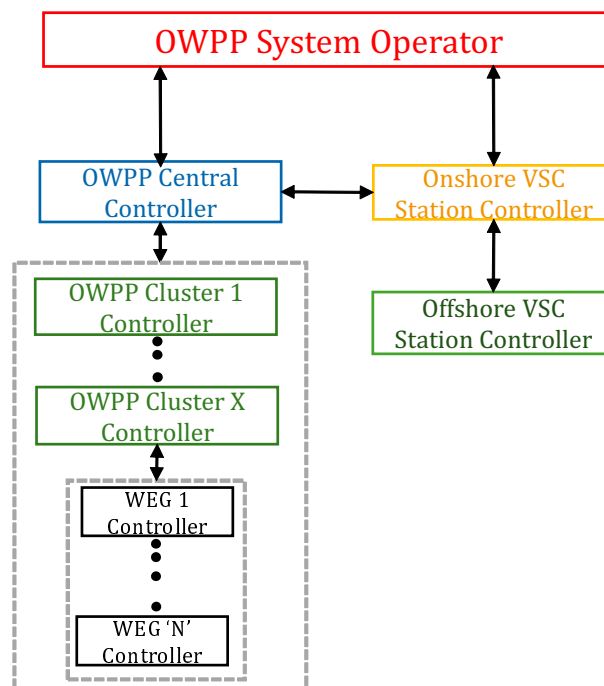 OWPP System Operator
OWPP Central
Controller
Onshore VSC
Station Controller
OWPP Cluster 1
Controller
Offshore VSC
Station Controller
OWPP Cluster X
Controller
WEG 1
Controller
WEG ‘N’
Controller